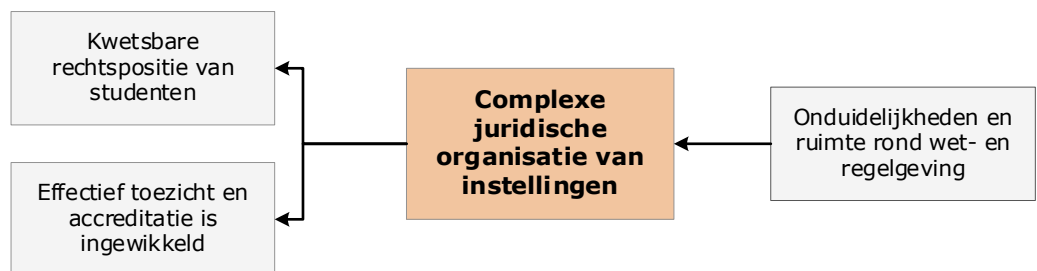 Kwetsbare
rechtspositie van
studenten
Effectief toezicht en
accreditatie is
ingewikkeld
Complexe
juridische
organisatie van
instellingen
Onduidelijkheden en
ruimte rond wet- en
regelgeving